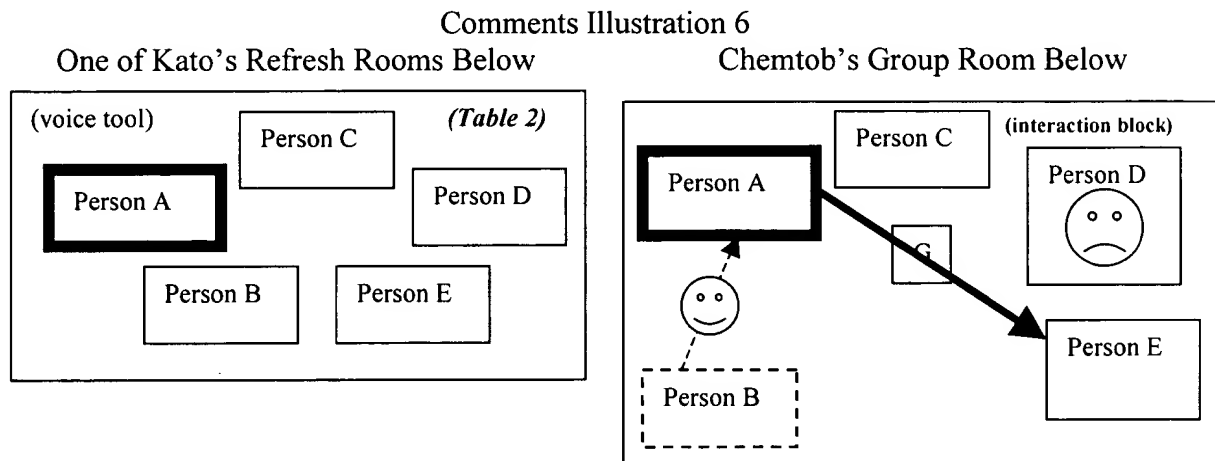 Comments Illustration 6
One of Kato's Refresh Rooms Below
Chemtob's Group Room Below
(voice tool)
(Table 2)
Person C
Person A
Person D
Person B
Person E
Person C
(interaction block)
Person A
Person D
G
Person E
Person B